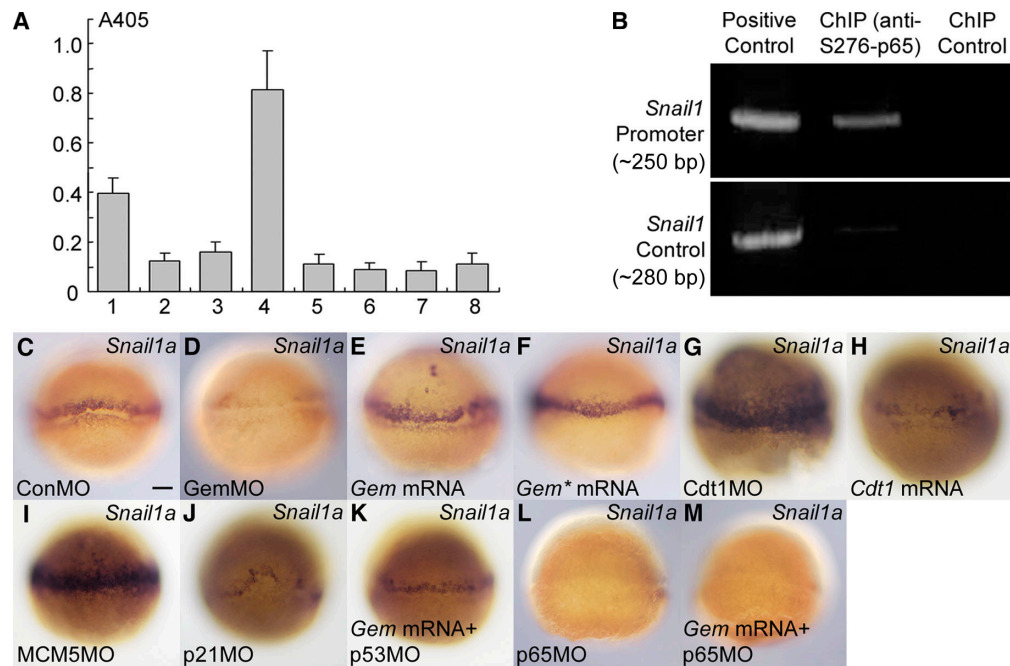 A
A405
1.0
0.8
0.6
0.4
0.2
0
1 2 3 4 5 6 7 8
B
Positive
Control
ChIP (anti-
S276-p65)
ChIP
Control
Snail1
Promoter
(~250 bp)
Snail1
Control
(~280 bp)
C
Snail1a
ConMO
D
Snail1a
GemMO
E
Snail1a
Gem mRNA
F
Snail1a
Gem* mRNA
G
Snail1a
Cdt1MO
H
Snail1a
Cdt1 mRNA
I
Snail1a
MCM5MO
J
Snail1a
p21MO
K
Snail1a
Gem mRNA+
p53MO
L
Snail1a
p65MO
M
Snail1a
Gem mRNA+
p65MO